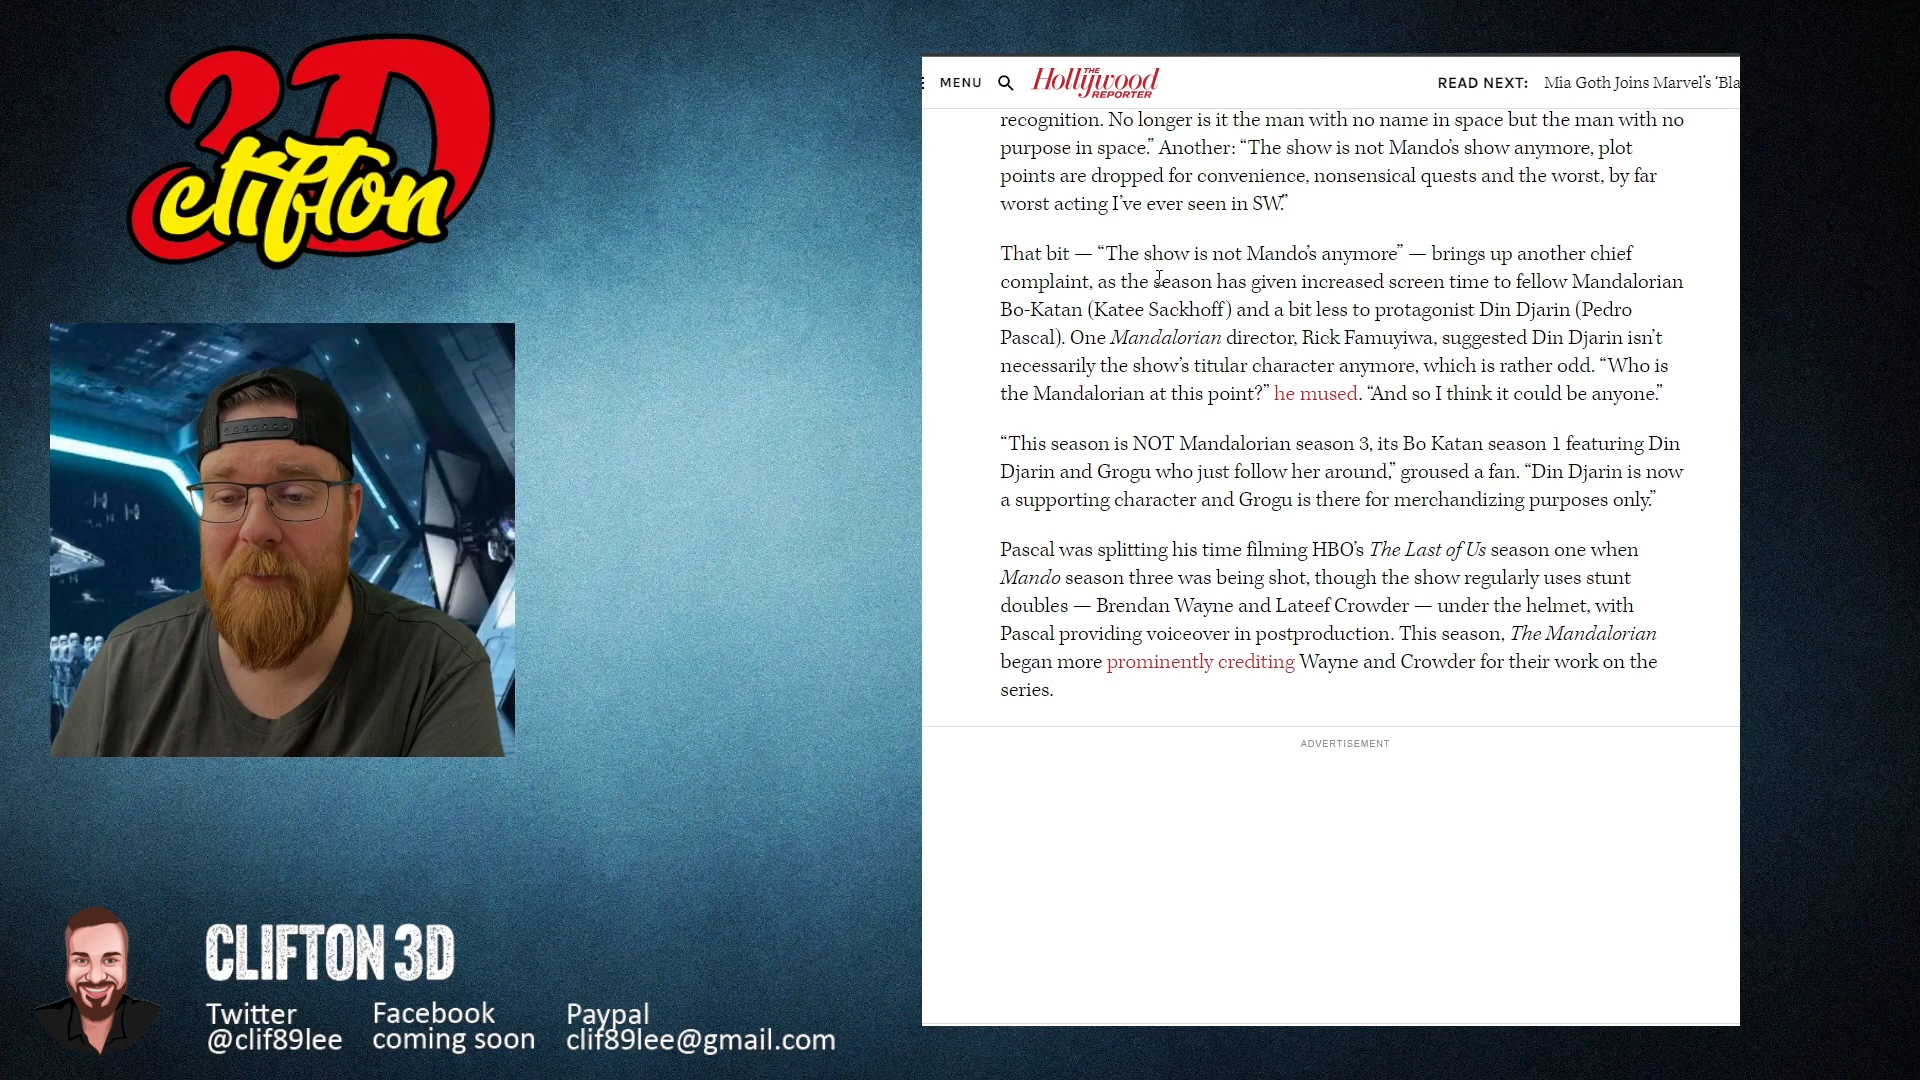 3D
clifton
MENU
THE
Hollywood
REPORTER
READ NEXT: Mia Goth Joins Marvel's 'Bla
recognition. No longer is it the man with no name in space but the man with no
purpose in space.” Another: “The show is not Mando’s show anymore, plot
points are dropped for convenience, nonsensical quests and the worst, by far
worst acting I’ve ever seen in SW.”
That bit — “The show is not Mando’s anymore” — brings up another chief
complaint, as the season has given increased screen time to fellow Mandalorian
Bo-Katan (Katee Sackhoff) and a bit less to protagonist Din Djarin (Pedro
Pascal). One Mandalorian director, Rick Famuyiwa, suggested Din Djarin isn’t
necessarily the show’s titular character anymore, which is rather odd. “Who is
the Mandalorian at this point?” he mused. “And so I think it could be anyone.”
“This season is NOT Mandalorian season 3, its Bo Katan season 1 featuring Din
Djarin and Grogu who just follow her around,” groused a fan. “Din Djarin is now
a supporting character and Grogu is there for merchandizing purposes only.”
Pascal was splitting his time filming HBO’s The Last of Us season one when
Mando season three was being shot, though the show regularly uses stunt
doubles — Brendan Wayne and Lateef Crowder — under the helmet, with
Pascal providing voiceover in postproduction. This season, The Mandalorian
began more prominently crediting Wayne and Crowder for their work on the
series.
ADVERTISEMENT
CLIFTON 3D
Twitter
@clif89lee
Facebook
coming soon
Paypal
clif89lee@gmail.com